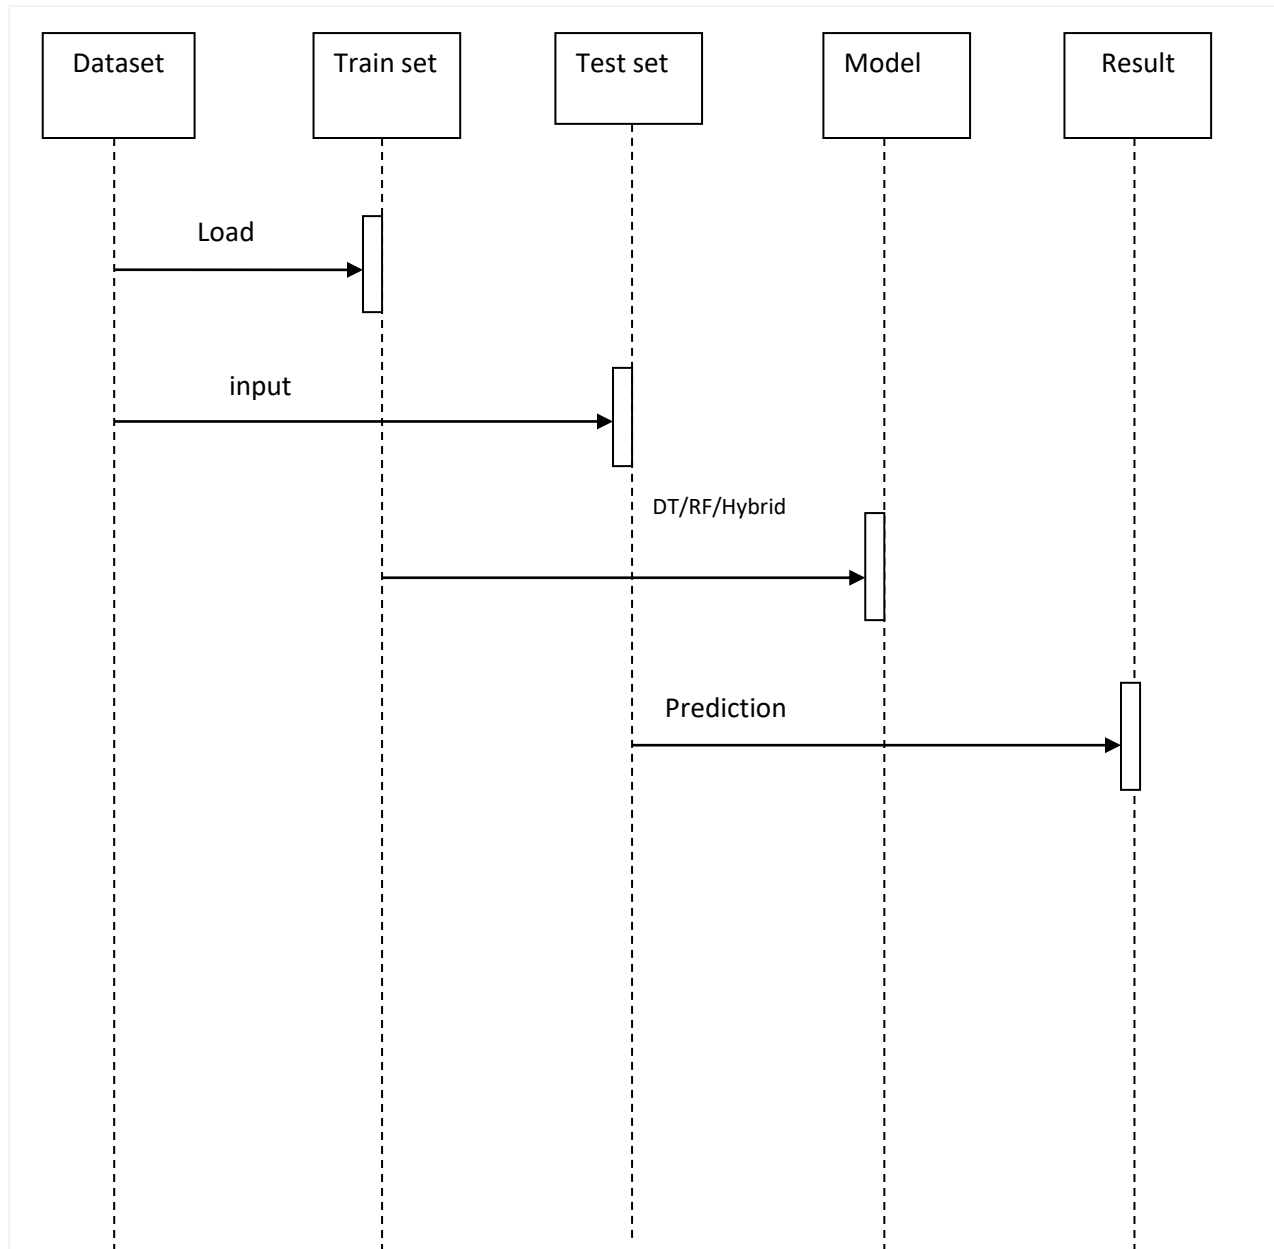 Dataset
Train set
Test set
Model
Result
Load
input
DT/RF/Hybrid
Prediction